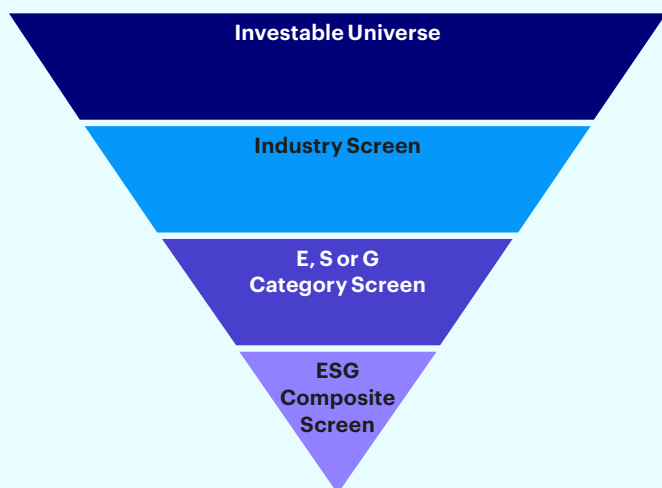 Investable Universe
Industry Screen
E, S or G
Category Screen
ESG
Composite
Screen